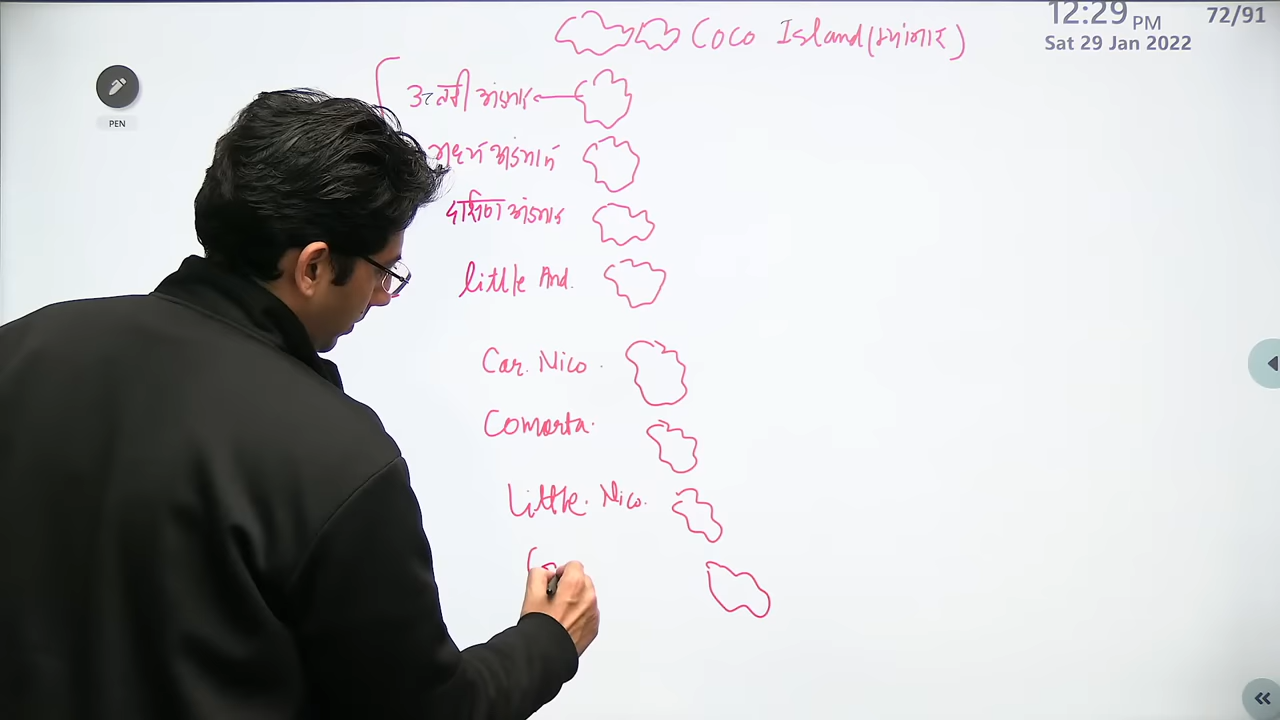 12:29 PM
72/91
Sat 29 Jan 2022
Coco Island (म्यांमार)
PEN
उत्तरी अंडमान
मध्य अंडमान
दक्षिण अंडमान
little And.
Car. Nico.
Comorta.
Little. Nico.